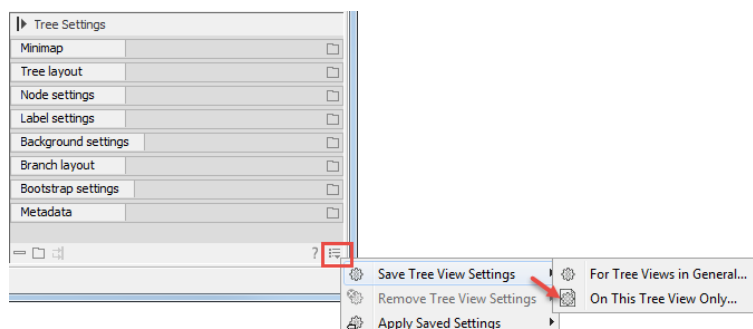 Tree Settings
Minimap
Tree layout
Node settings
Label settings
Background settings
Branch layout
Bootstrap settings
Metadata
?
Save Tree View Settings
For Tree Views in General...
Remove Tree View Settings
On This Tree View Only...
Apply Saved Settings